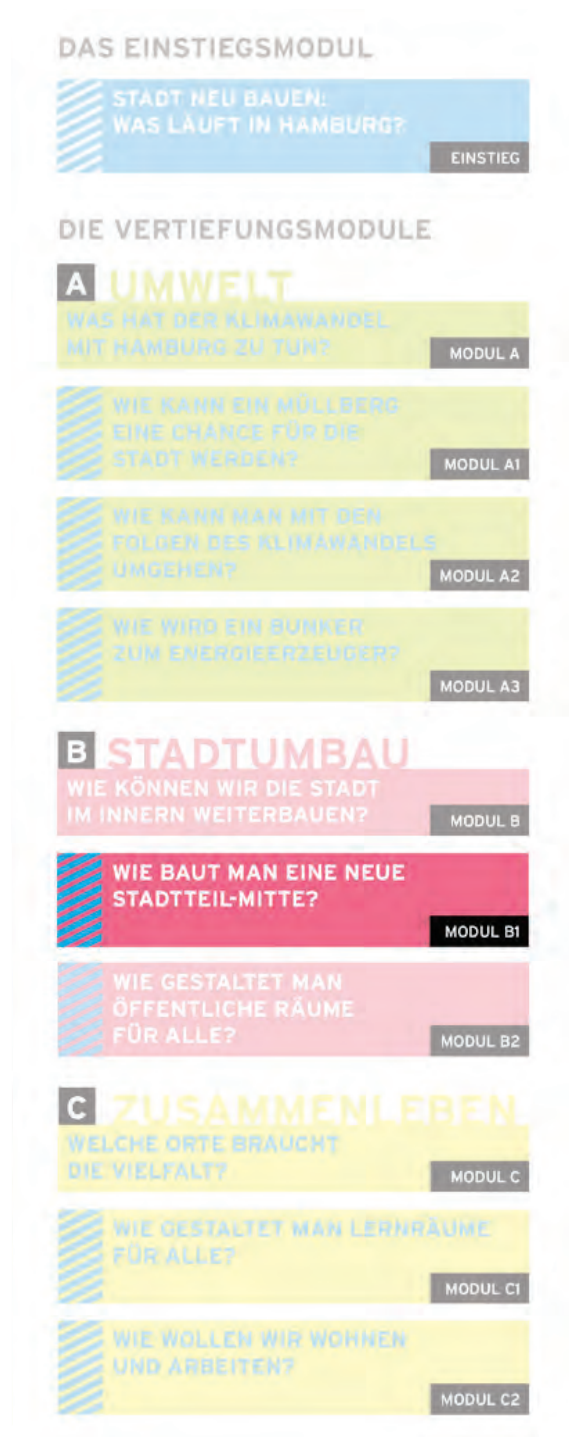 DAS EINSTIEGSMODUL
STADT NEU BAUEN:
WAS LÄUFT IN HAMBURG?
EINSTIEG
DIE VERTIEFUNGSMODULE
A UMWELT
WAS HAT DER KLIMAWANDEL
MIT HAMBURG ZU TUN?
MODUL A
WIE KANN EIN MÜLLBERG
EINE CHANCE FÜR DIE
STADT WERDEN?
MODUL A1
WIE KANN MAN MIT DEN
FOLGEN DES KLIMAWANDELS
UMGEHEN?
MODUL A2
WIE WIRD EIN BUNKER
ZUM ENERGIEERZEUGER?
MODUL A3
B STADTUMBAU
WIE KÖNNEN WIR DIE STADT
IM INNERN WEITERBAUEN?
MODUL B
WIE BAUT MAN EINE NEUE
STADTTEIL-MITTE?
MODUL B1
WIE GESTALTET MAN
ÖFFENTLICHE RÄUME
FÜR ALLE?
MODUL B2
C ZUSAMMENLEBEN
WELCHE ORTE BRAUCHT
DIE VIELFALT?
MODUL C
WIE GESTALTET MAN LERNRÄUME
FÜR ALLE?
MODUL C1
WIE WOLLEN WIR WOHNEN
UND ARBEITEN?
MODUL C2